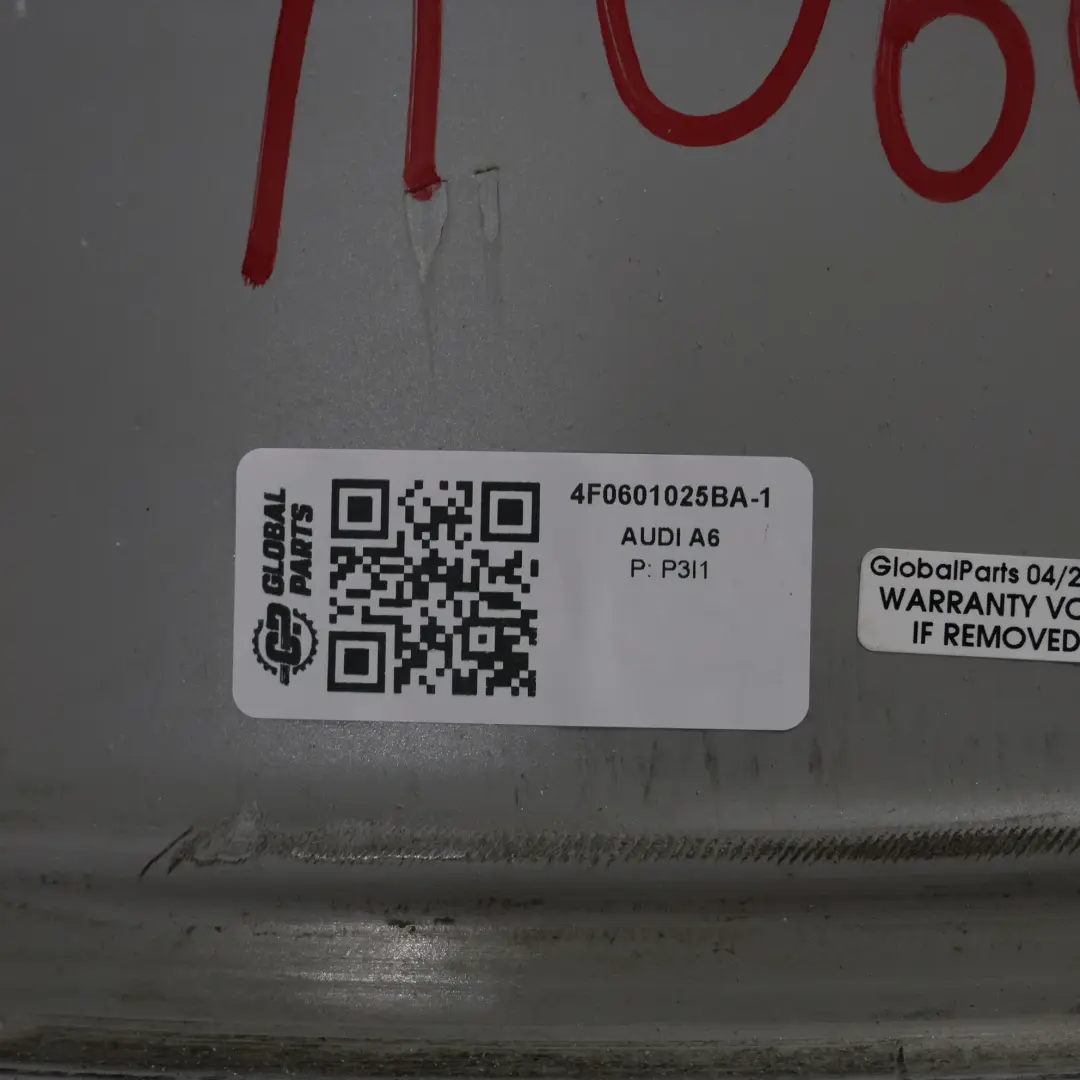 GLOBAL
PARTS
4F0601025BA-1
AUDI A6
P: P3I1
GlobalParts 04/2
WARRANTY VO
IF REMOVED